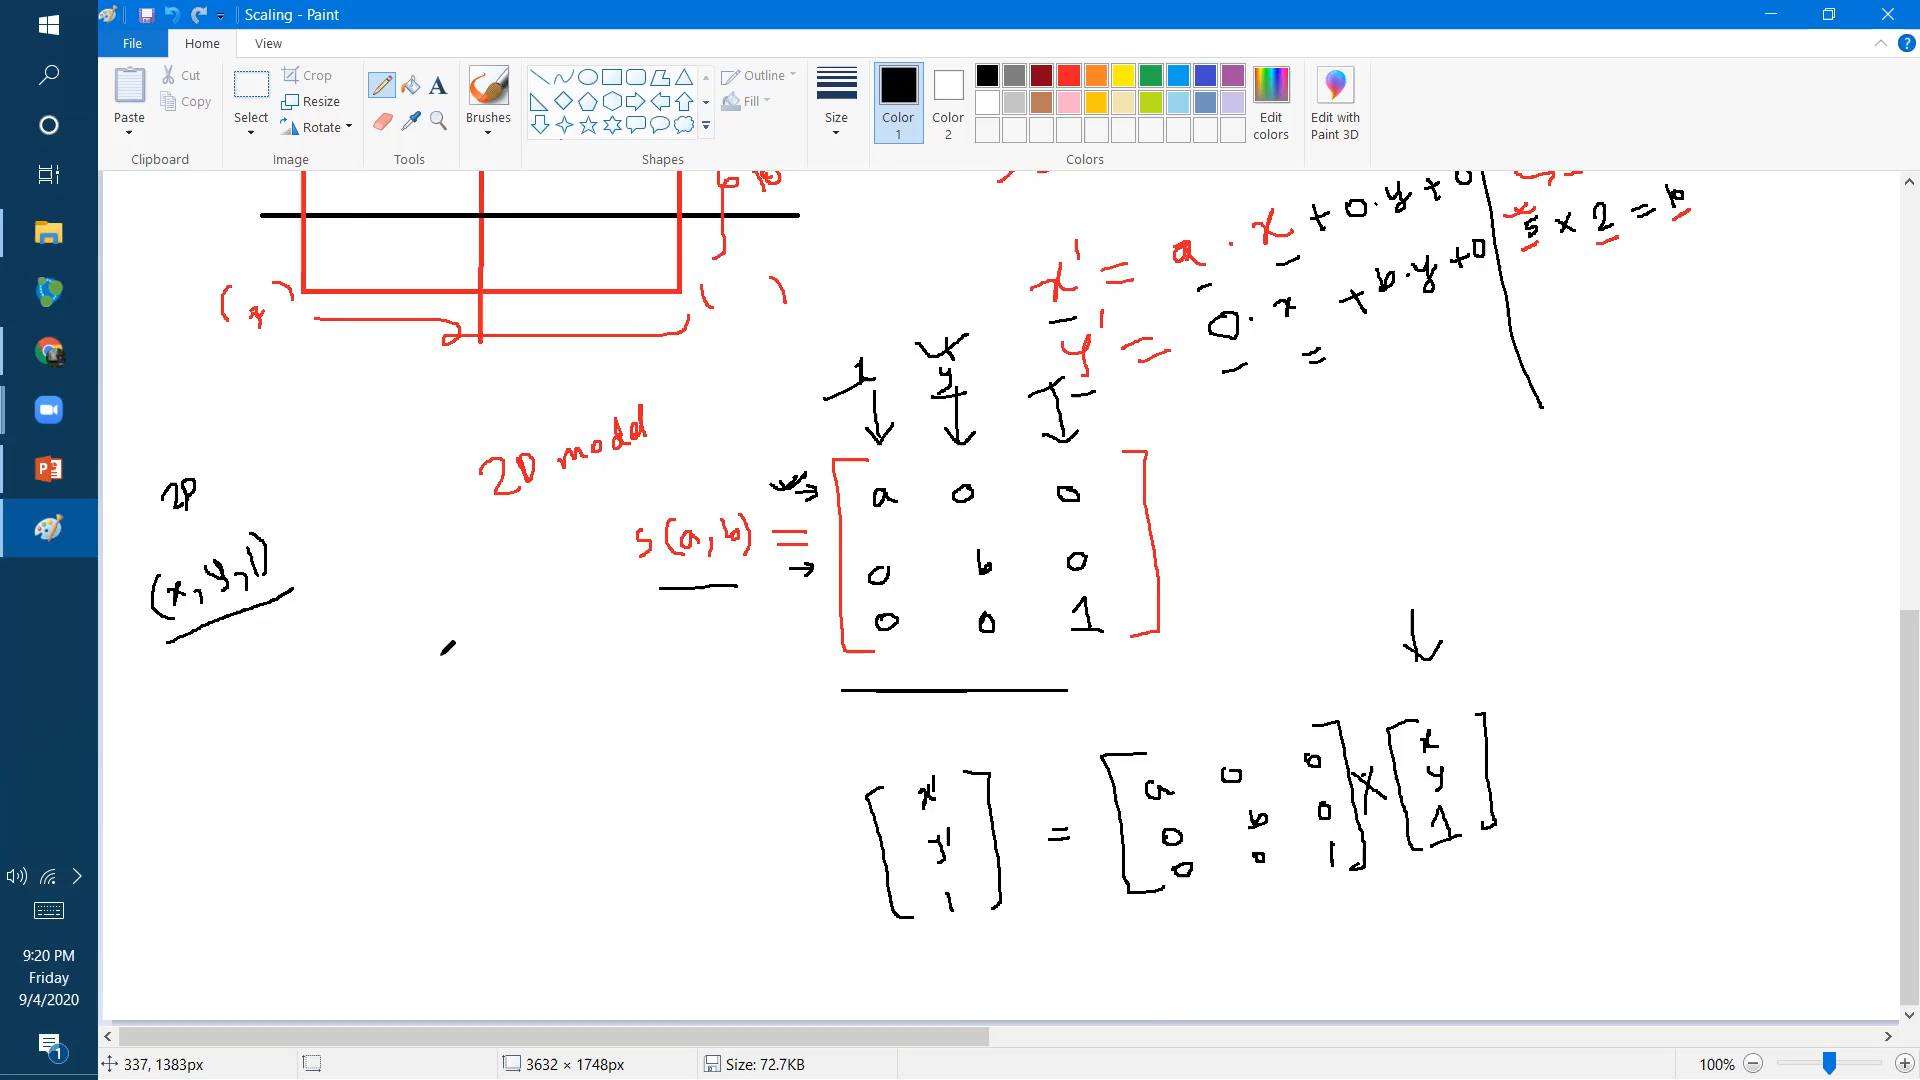 Scaling - Paint
File Home View
Paste
Cut
Copy
Clipboard
Select
Crop
Resize
Rotate
Image
A
Tools
Brushes
Shapes
Outline
Fill
Size
Color 1
Color 2
Colors
Edit colors
Edit with Paint 3D
x' = a . x + 0.y + 0
5 x 2 = 10
y' = 0 . x + b.y + 0
=
( x ) ( )
1 y
2D model
2D
(x, y, 1)
s(a, b) =
a 0 0
0 b 0
0 0 1
x' y' 1 = a 0 0 0 b 0 0 0 1 X x y 1
9:20 PM
Friday
9/4/2020
1
337, 1383px
3632 × 1748px
Size: 72.7KB
100%